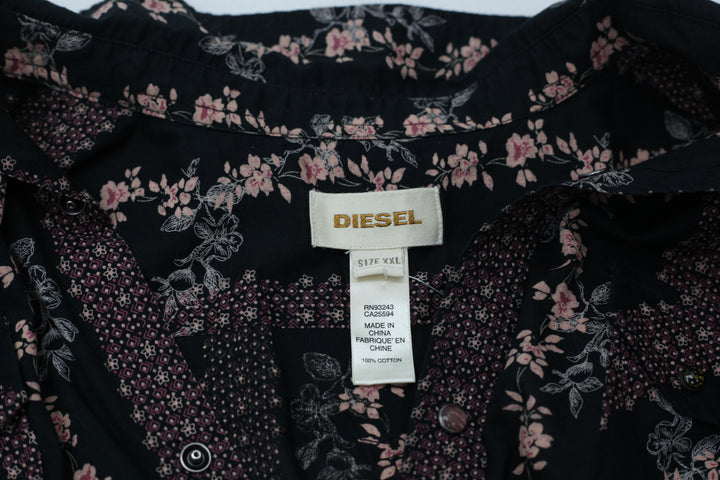 DIESEL
SIZE XXL
RN93243
CA25594
MADE IN
CHINA
FABRIQUE' EN
CHINE
100% COTTON